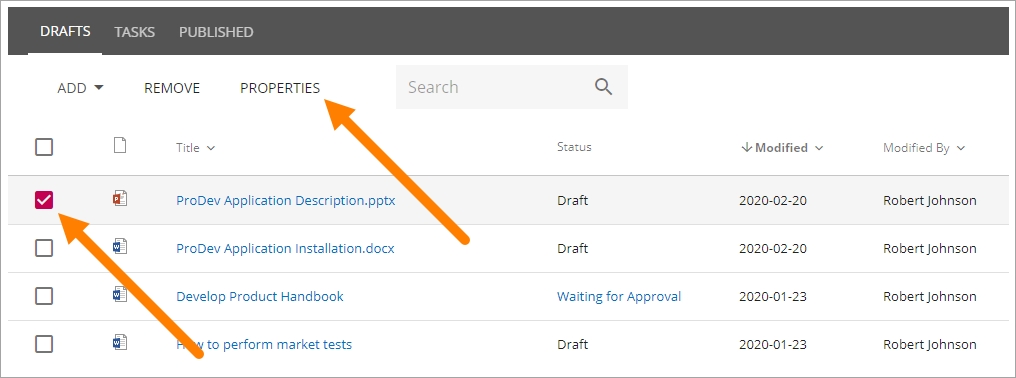 DRAFTS TASKS PUBLISHED
ADD REMOVE PROPERTIES Search
Title Status Modified Modified By
ProDev Application Description.pptx Draft 2020-02-20 Robert Johnson
ProDev Application Installation.docx Draft 2020-02-20 Robert Johnson
Develop Product Handbook Waiting for Approval 2020-01-23 Robert Johnson
How to perform market tests Draft 2020-01-23 Robert Johnson